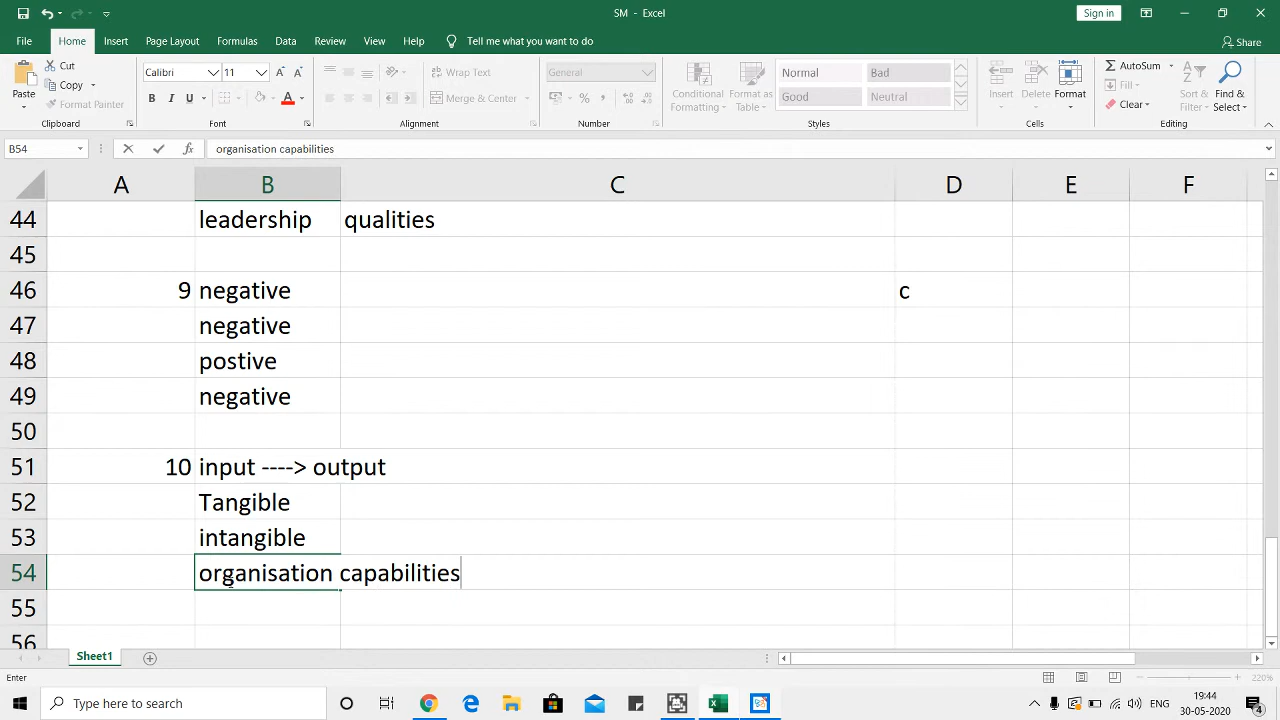 SM - Excel
Sign in
File Home Insert Page Layout Formulas Data Review View Help Tell me what you want to do Share
Paste Cut Copy Format Painter Clipboard
Calibri 11 B I U A Font
Wrap Text Merge & Center Alignment
General % Number
Conditional Formatting Format as Table Normal Bad Good Neutral Styles
Insert Delete Format Cells
AutoSum Fill Clear Sort & Filter Find & Select Editing
B54 fx organisation capabilities
A B C D E F
44 leadership qualities
45
46 9 negative c
47 negative
48 postive
49 negative
50
51 10 input ----> output
52 Tangible
53 intangible
54 organisation capabilities
55
56
Sheet1
Enter 220%
Type here to search
ENG 19:44 30-05-2020 4